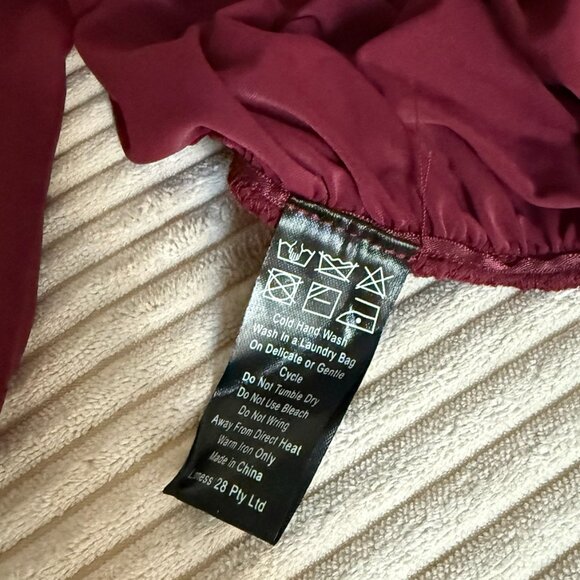 Cold Hand Wash
Wash In a Laundry Bag
On Delicate or Gentle
Cycle
Do Not Tumble Dry
Do Not Use Bleach
Do Not Wring
Away From Direct Heat
Warm Iron Only
Made in China
28 Pty Ltd